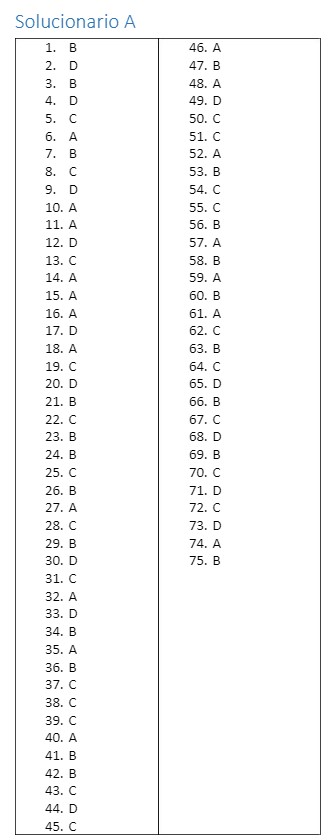 Solucionario A
1. B
2. D
3. B
4. D
5. C
6. A
7. B
8. C
9. D
10. A
11. A
12. D
13. C
14. A
15. A
16. A
17. D
18. A
19. C
20. D
21. B
22. C
23. B
24. B
25. C
26. B
27. A
28. C
29. B
30. D
31. C
32. A
33. D
34. B
35. A
36. B
37. C
38. C
39. C
40. A
41. B
42. B
43. C
44. D
45. C
46. A
47. B
48. A
49. D
50. C
51. C
52. A
53. B
54. C
55. C
56. B
57. A
58. B
59. A
60. B
61. A
62. C
63. B
64. C
65. D
66. B
67. C
68. D
69. B
70. C
71. D
72. C
73. D
74. A
75. B